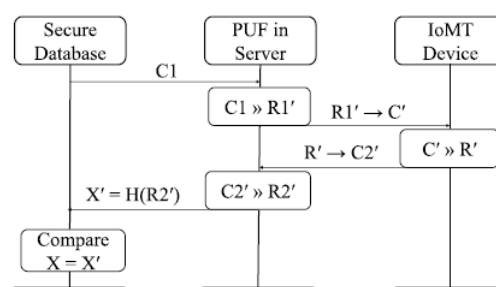 Secure
Database
PUF in
Server
IoMT
Device
C1
C1 » R1′
R1′ → C′
C′ » R′
R′ → C2′
C2′ » R2′
X′ = H(R2′)
Compare
X = X′